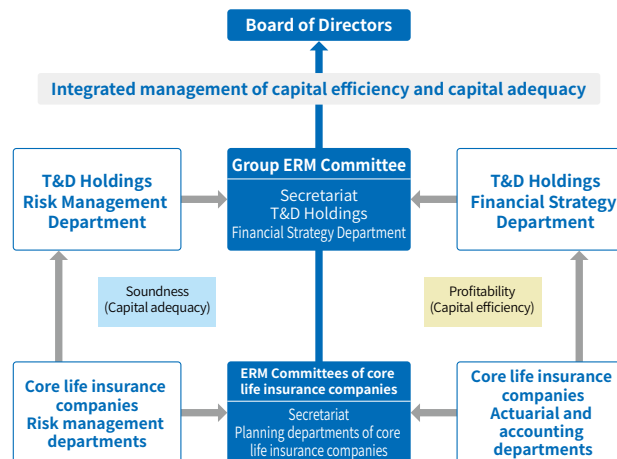 Board of Directors
Integrated management of capital efficiency and capital adequacy
T&D Holdings
Risk Management
Department
Group ERM Committee
Secretariat
T&D Holdings
Financial Strategy Department
T&D Holdings
Financial Strategy
Department
Soundness
(Capital adequacy)
Profitability
(Capital efficiency)
Core life insurance
companies
Risk management
departments
ERM Committees of core
life insurance companies
Secretariat
Planning departments of core
life insurance companies
Core life insurance
companies
Actuarial and
accounting
departments